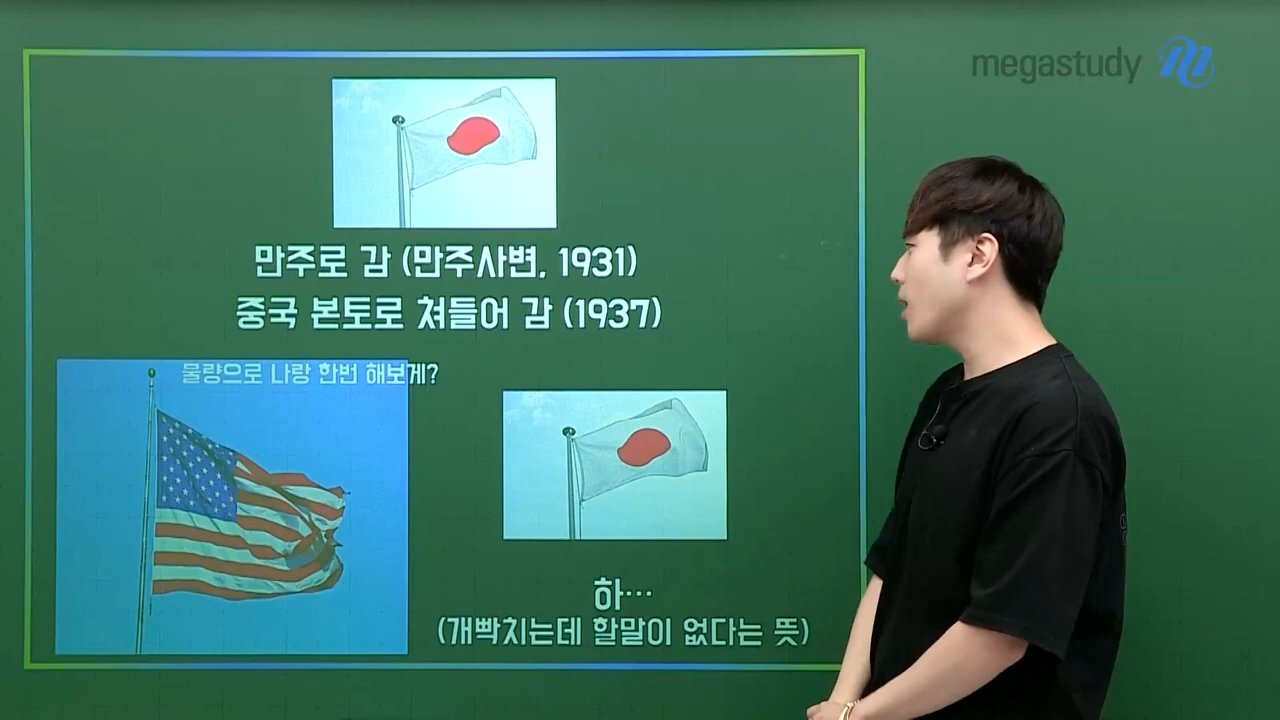 megastudy
만주로 감 (만주사변, 1931)
중국 본토로 쳐들어 감 (1937)
물량으로 나랑 한번 해보게?
하…
(개빡치는데 할말이 없다는 뜻)